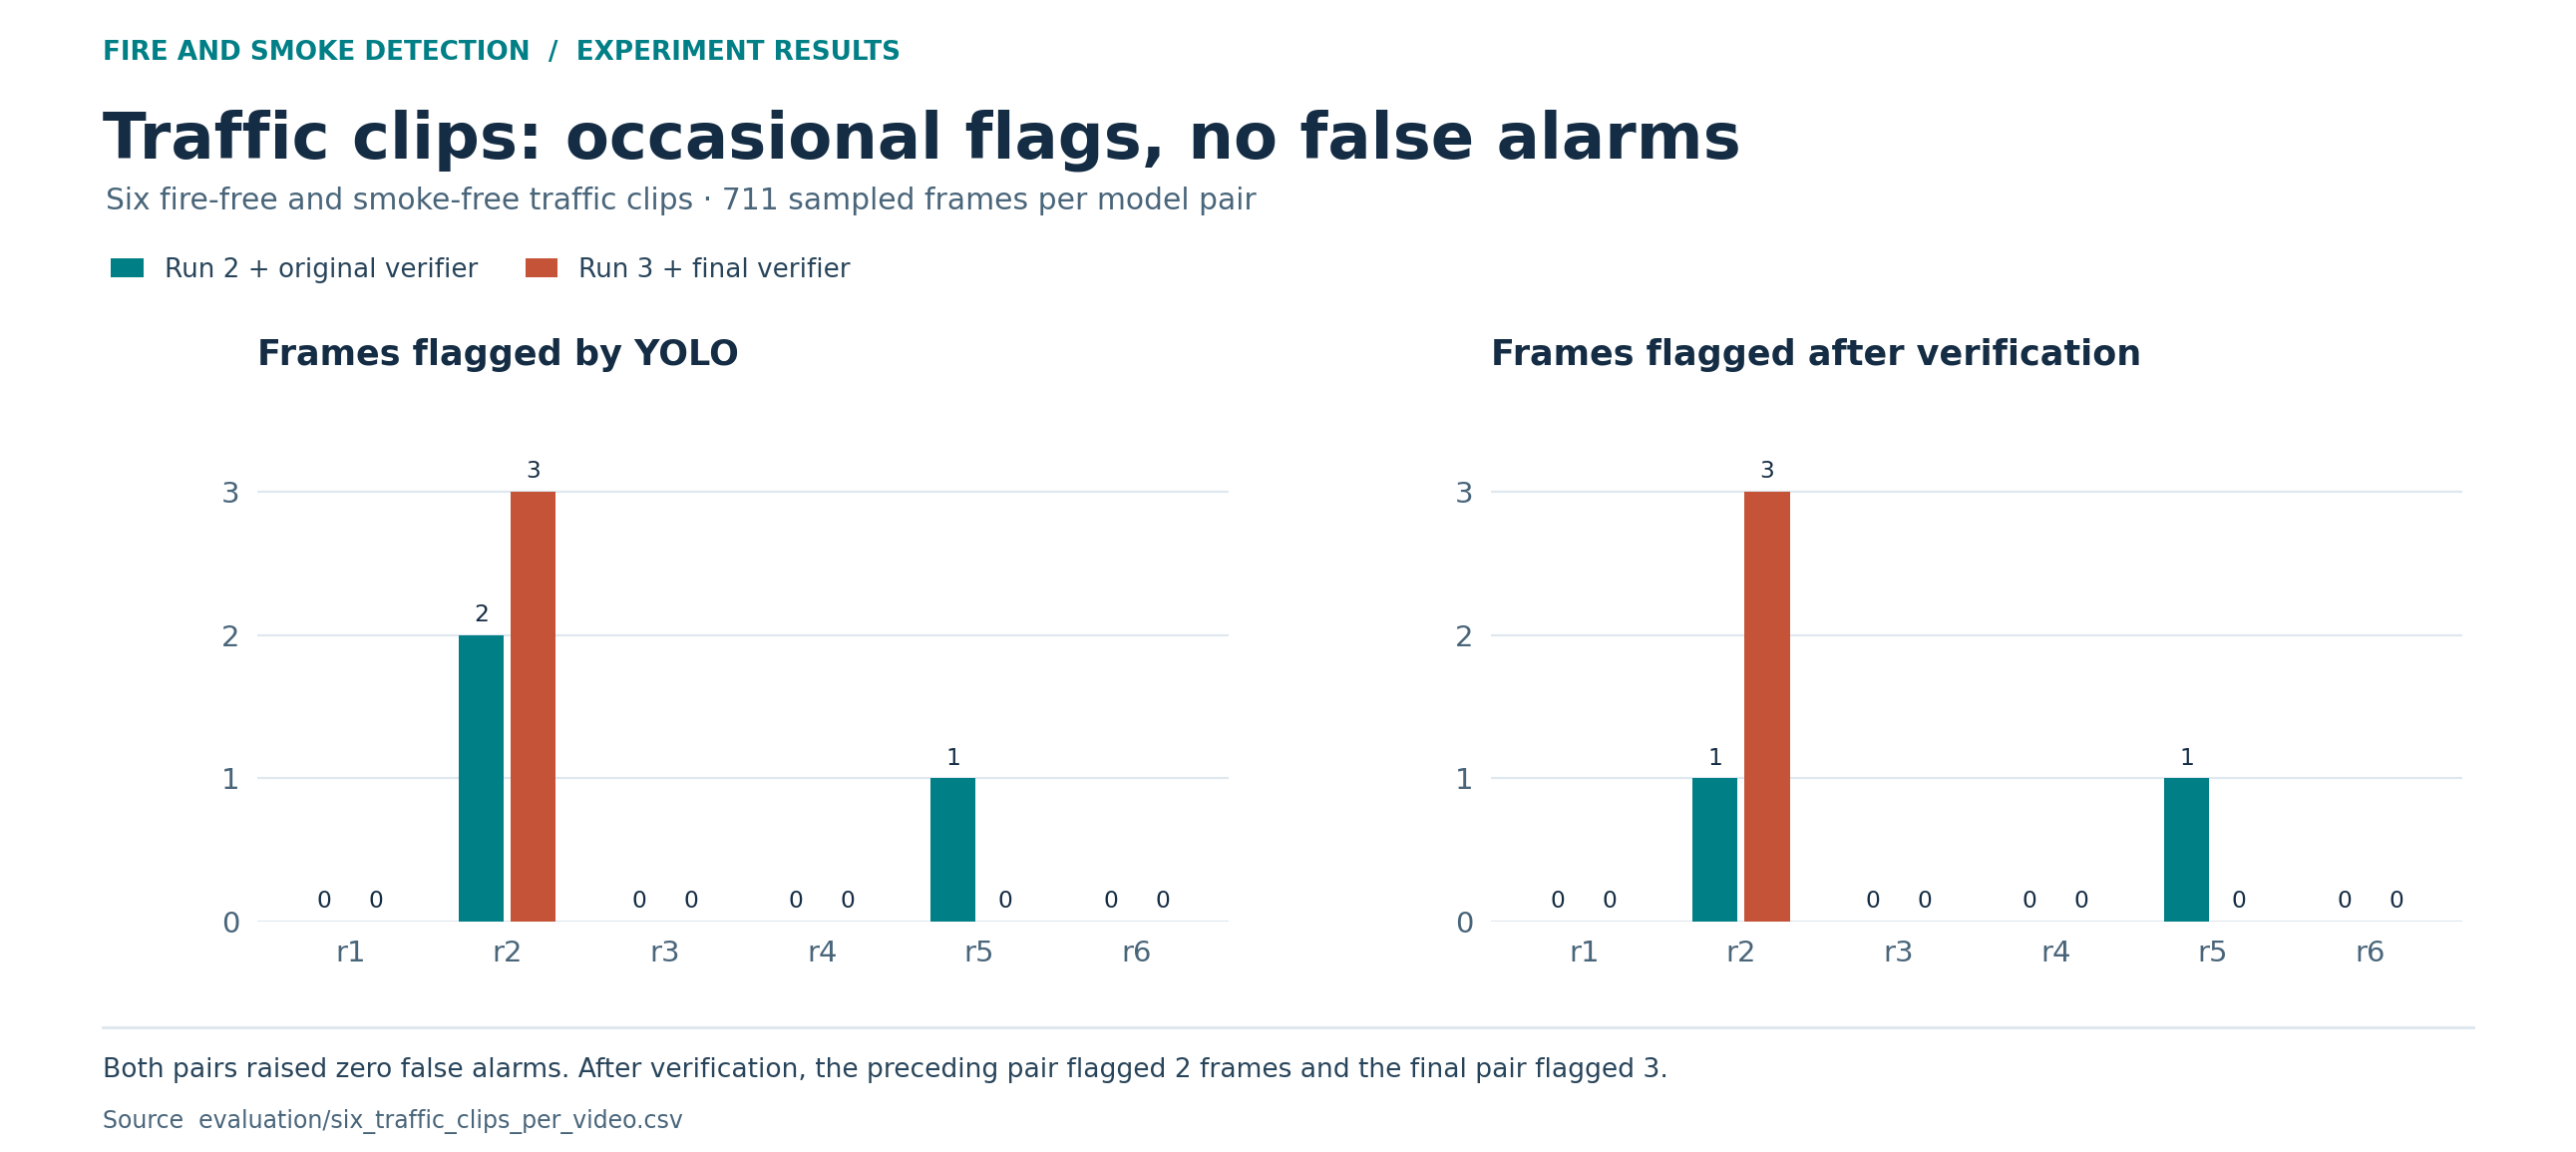 FIRE AND SMOKE DETECTION / EXPERIMENT RESULTS
Traffic clips: occasional flags, no false alarms
Six fire-free and smoke-free traffic clips · 711 sampled frames per model pair
Run 2 + original verifier
Run 3 + final verifier
Frames flagged by YOLO
3
3
2
2
1
1
0
0 0
0 0
0 0
0
0 0
r1 r2 r3 r4 r5 r6
Frames flagged after verification
3
3
2
1
1
1
0
0 0
0 0
0 0
0
0 0
r1 r2 r3 r4 r5 r6
Both pairs raised zero false alarms. After verification, the preceding pair flagged 2 frames and the final pair flagged 3.
Source evaluation/six_traffic_clips_per_video.csv